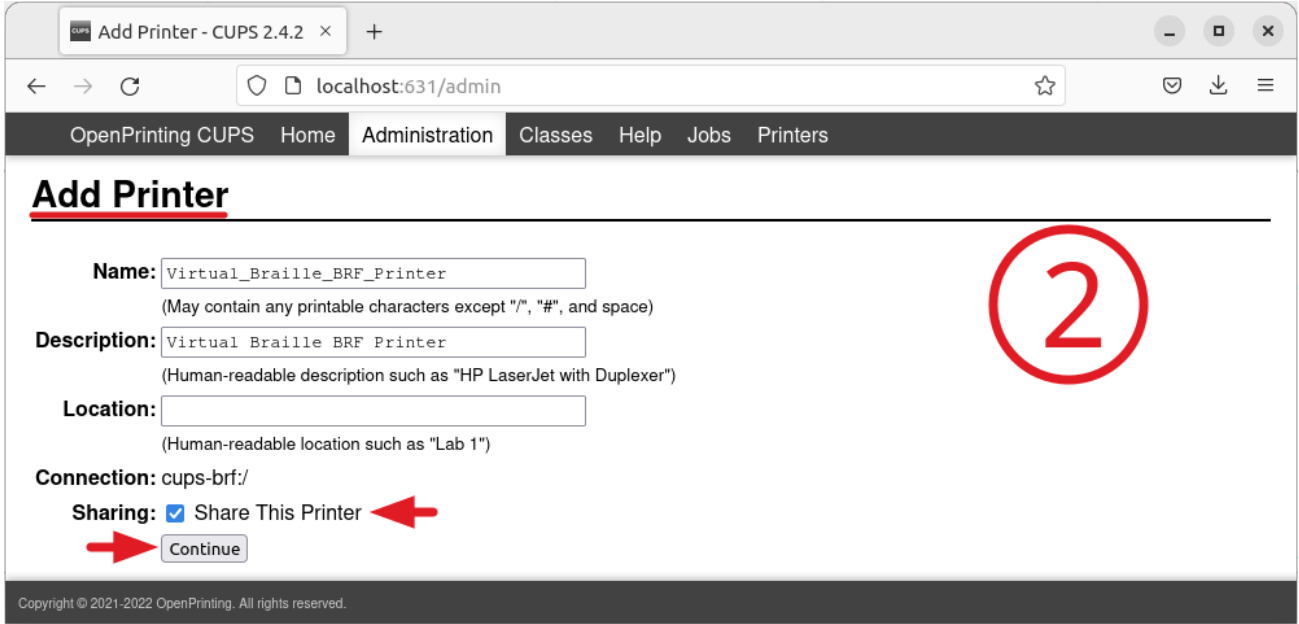 CUPS Add Printer - CUPS 2.4.2 × +
localhost:631/admin
OpenPrinting CUPS Home Administration Classes Help Jobs Printers
Add Printer
2
Name: Virtual_Braille_BRF_Printer
(May contain any printable characters except "/", "#", and space)
Description: Virtual Braille BRF Printer
(Human-readable description such as "HP LaserJet with Duplexer")
Location:
(Human-readable location such as "Lab 1")
Connection: cups-brf:/
Sharing: Share This Printer
Continue
Copyright © 2021-2022 OpenPrinting. All rights reserved.